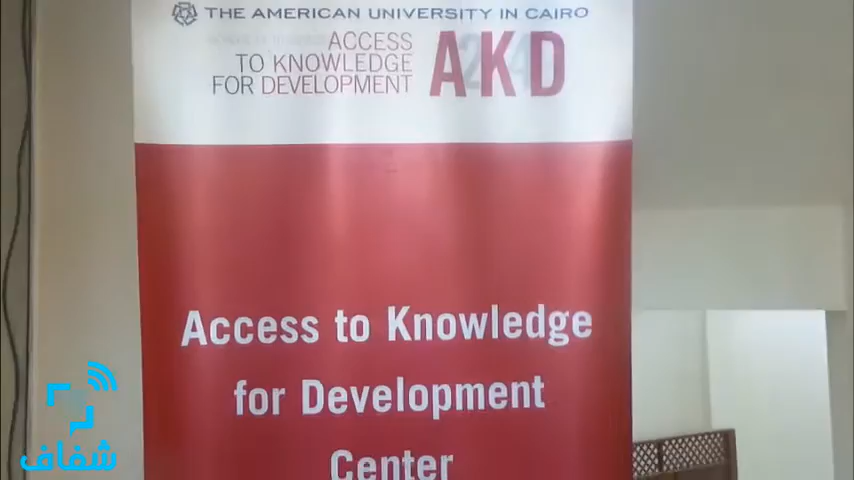 THE AMERICAN UNIVERSITY IN CAIRO
ACCESS
TO KNOWLEDGE
FOR DEVELOPMENT
AKD
Access to Knowledge
for Development
Center
شفاف